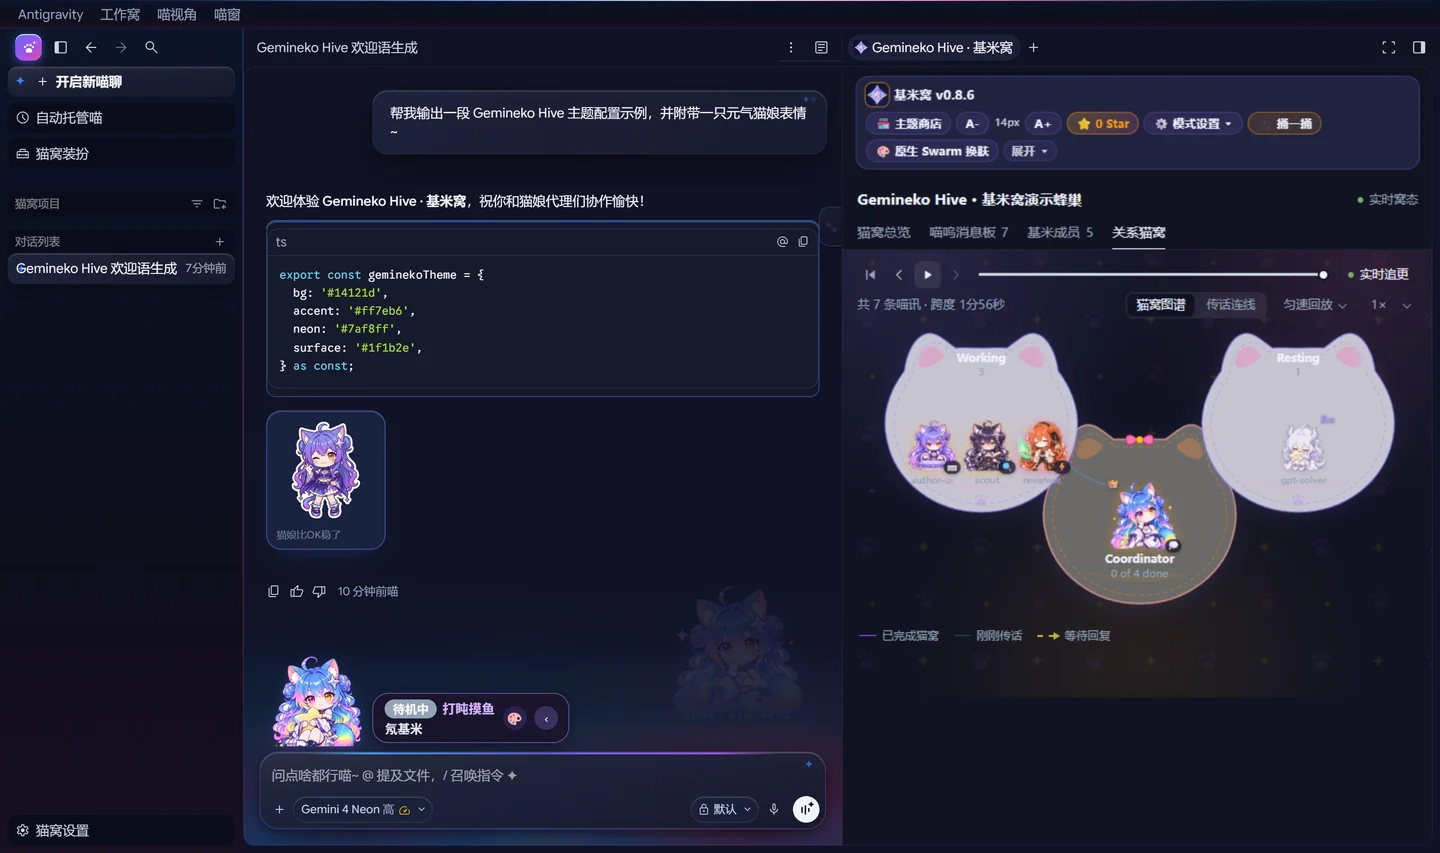 Antigravity 工作窝 喵视角 喵窗
+ 开启新喵聊
自动托管喵
猫窝装扮
猫窝项目
对话列表 +
Gemineko Hive 欢迎语生成 7分钟前
猫窝设置
Gemineko Hive 欢迎语生成
帮我输出一段 Gemineko Hive 主题配置示例，并附带一只元气猫娘表情
~
欢迎体验 Gemineko Hive · 基米窝，祝你和猫娘代理们协作愉快！
ts
export const geminekoTheme = {
bg: '#14121d',
accent: '#ff7eb6',
neon: '#7af8ff',
surface: '#1f1b2e',
} as const;
猫娘比OK稳了
10 分钟前喵
待机中 打盹摸鱼
氖基米
问点啥都行喵~ @ 提及文件，/ 召唤指令 ✦
+ Gemini 4 Neon 高
默认
Gemineko Hive · 基米窝 +
基米窝 v0.8.6
主题商店 A- 14px A+ 0 Star 模式设置 捅一捅
原生 Swarm 换肤 展开
Gemineko Hive • 基米窝演示蜂巢 实时窝态
猫窝总览 喵呜消息板 7 基米成员 5 关系猫窝
实时追更
共 7 条喵讯 · 跨度 1分56秒 猫窝图谱 传话连线 匀速回放 1×
Working
3
author-ui scout reviewer
Resting
1
gpt-solver
Coordinator
0 of 4 done
已完成猫窝 刚刚传话 等待回复